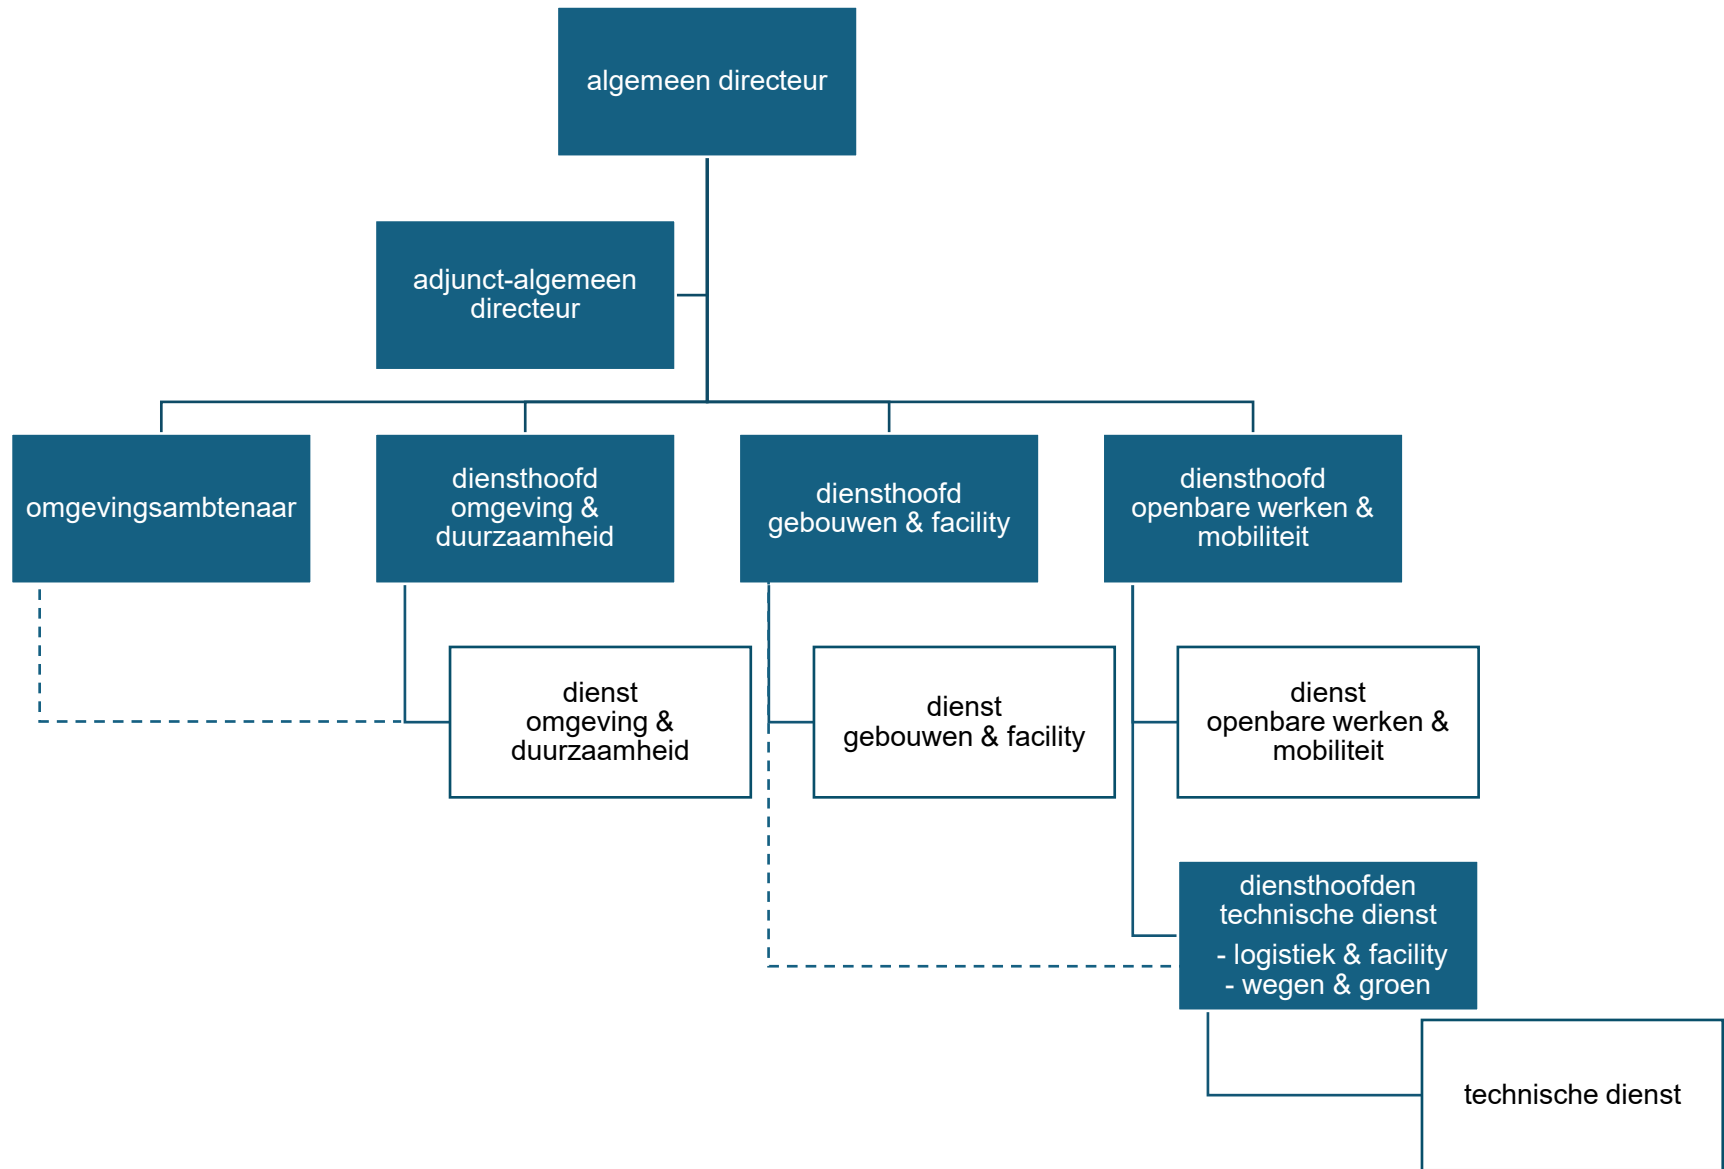 algemeen directeur
adjunct-algemeen
directeur
omgevingsambtenaar
diensthoofd
omgeving &
duurzaamheid
diensthoofd
gebouwen & facility
diensthoofd
openbare werken &
mobiliteit
dienst
omgeving &
duurzaamheid
dienst
gebouwen & facility
dienst
openbare werken &
mobiliteit
diensthoofden
technische dienst
- logistiek & facility
- wegen & groen
technische dienst